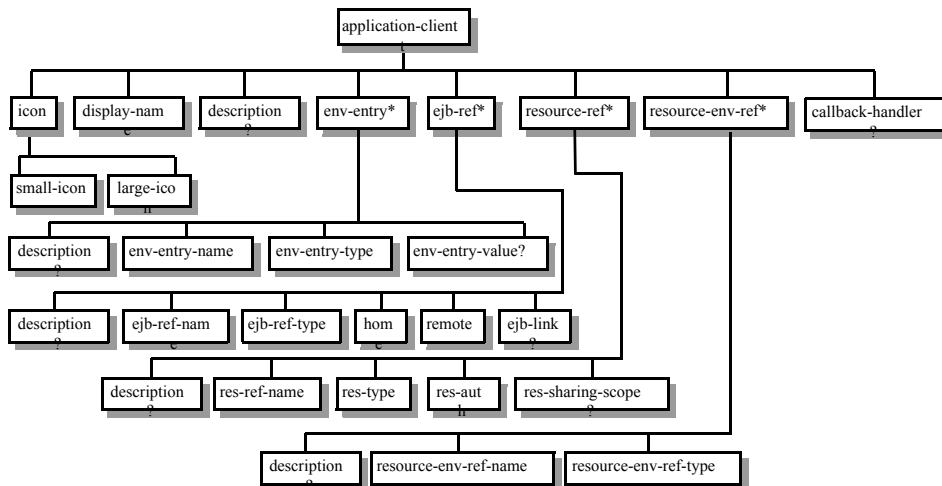 application-client
t
icon
display-nam
e
description
?
env-entry*
ejb-ref*
resource-ref*
resource-env-ref*
callback-handler
?
small-icon
large-ico
n
description
?
env-entry-name
env-entry-type
env-entry-value?
description
?
ejb-ref-nam
e
ejb-ref-type
hom
e
remote
ejb-link
?
description
?
res-ref-name
res-type
res-aut
h
res-sharing-scope
?
description
?
resource-env-ref-name
resource-env-ref-type